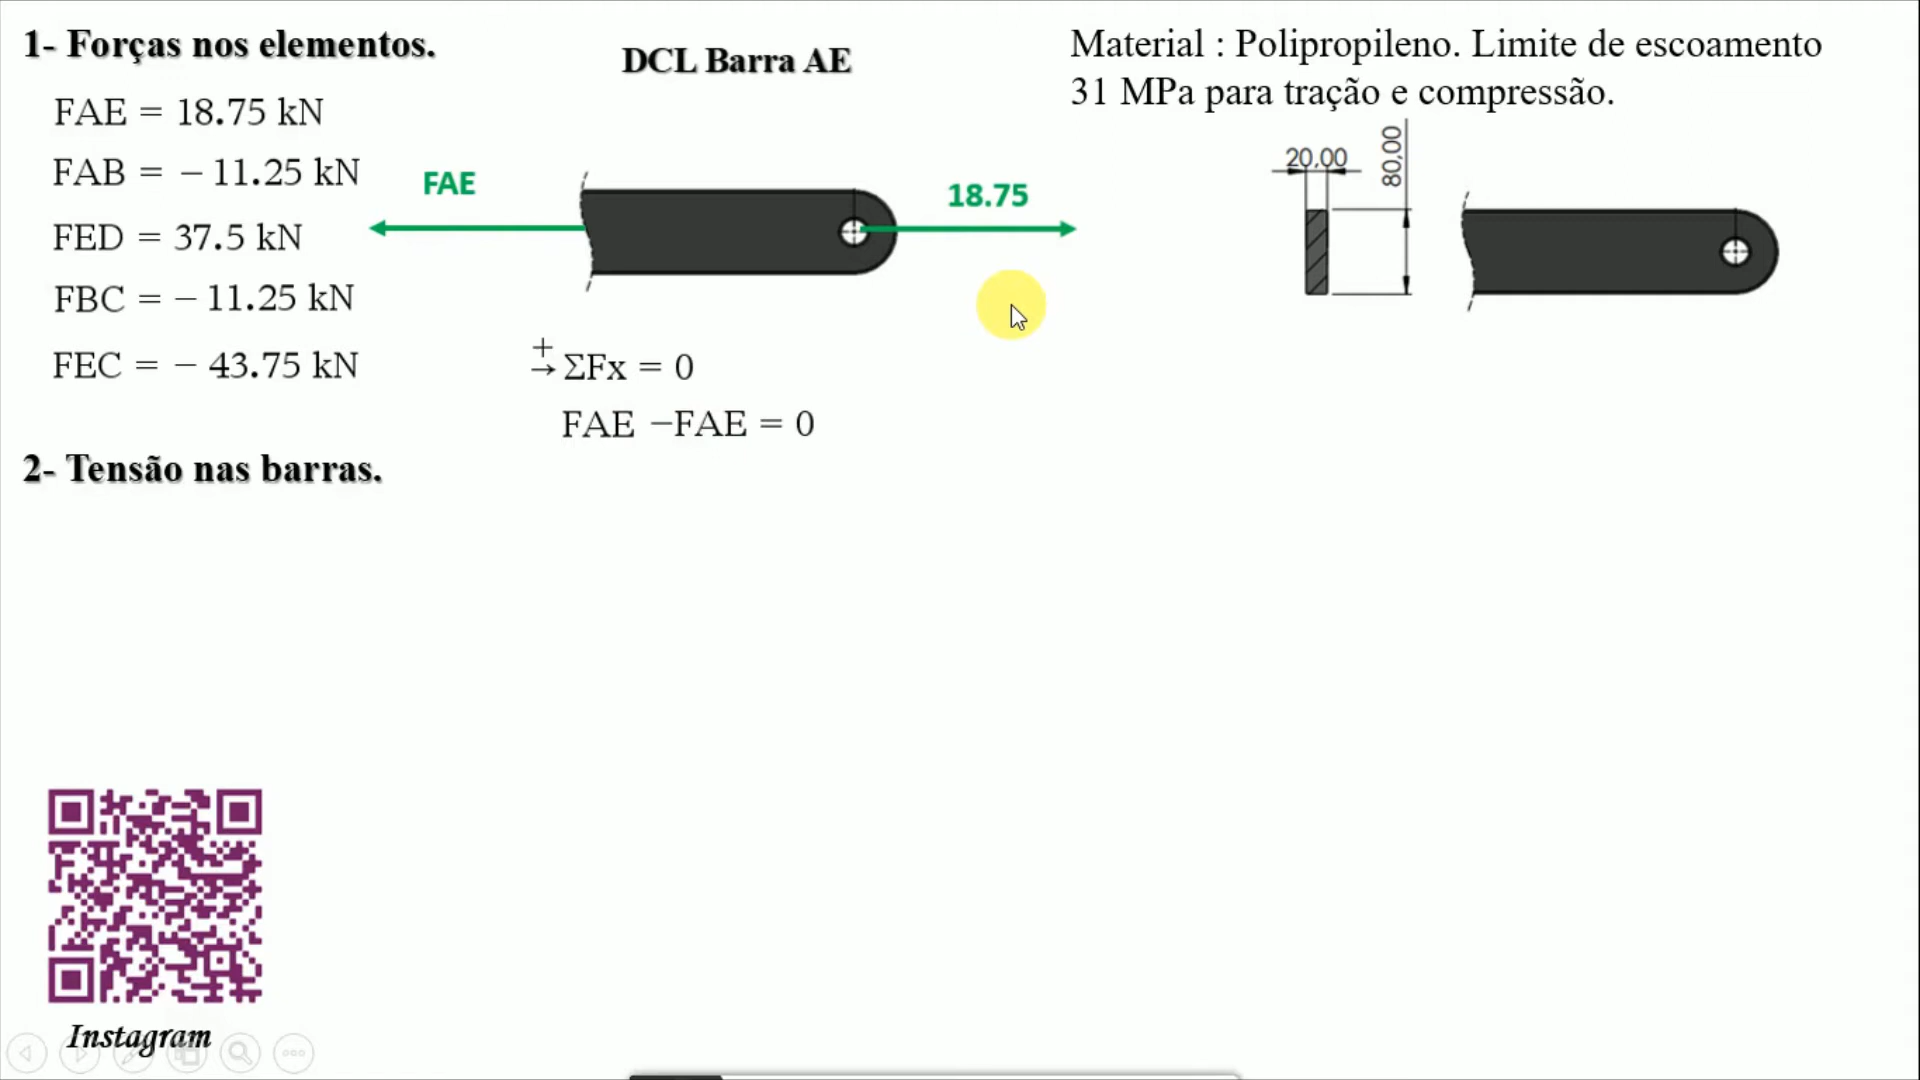 1- Forças nos elementos.
FAE = 18.75 kN
FAB = − 11.25 kN
FED = 37.5 kN
FBC = − 11.25 kN
FEC = − 43.75 kN
2- Tensão nas barras.
DCL Barra AE
FAE
18.75
+
→ ΣFx = 0
FAE −FAE = 0
Material : Polipropileno. Limite de escoamento
31 MPa para tração e compressão.
20,00
80,00
Instagram